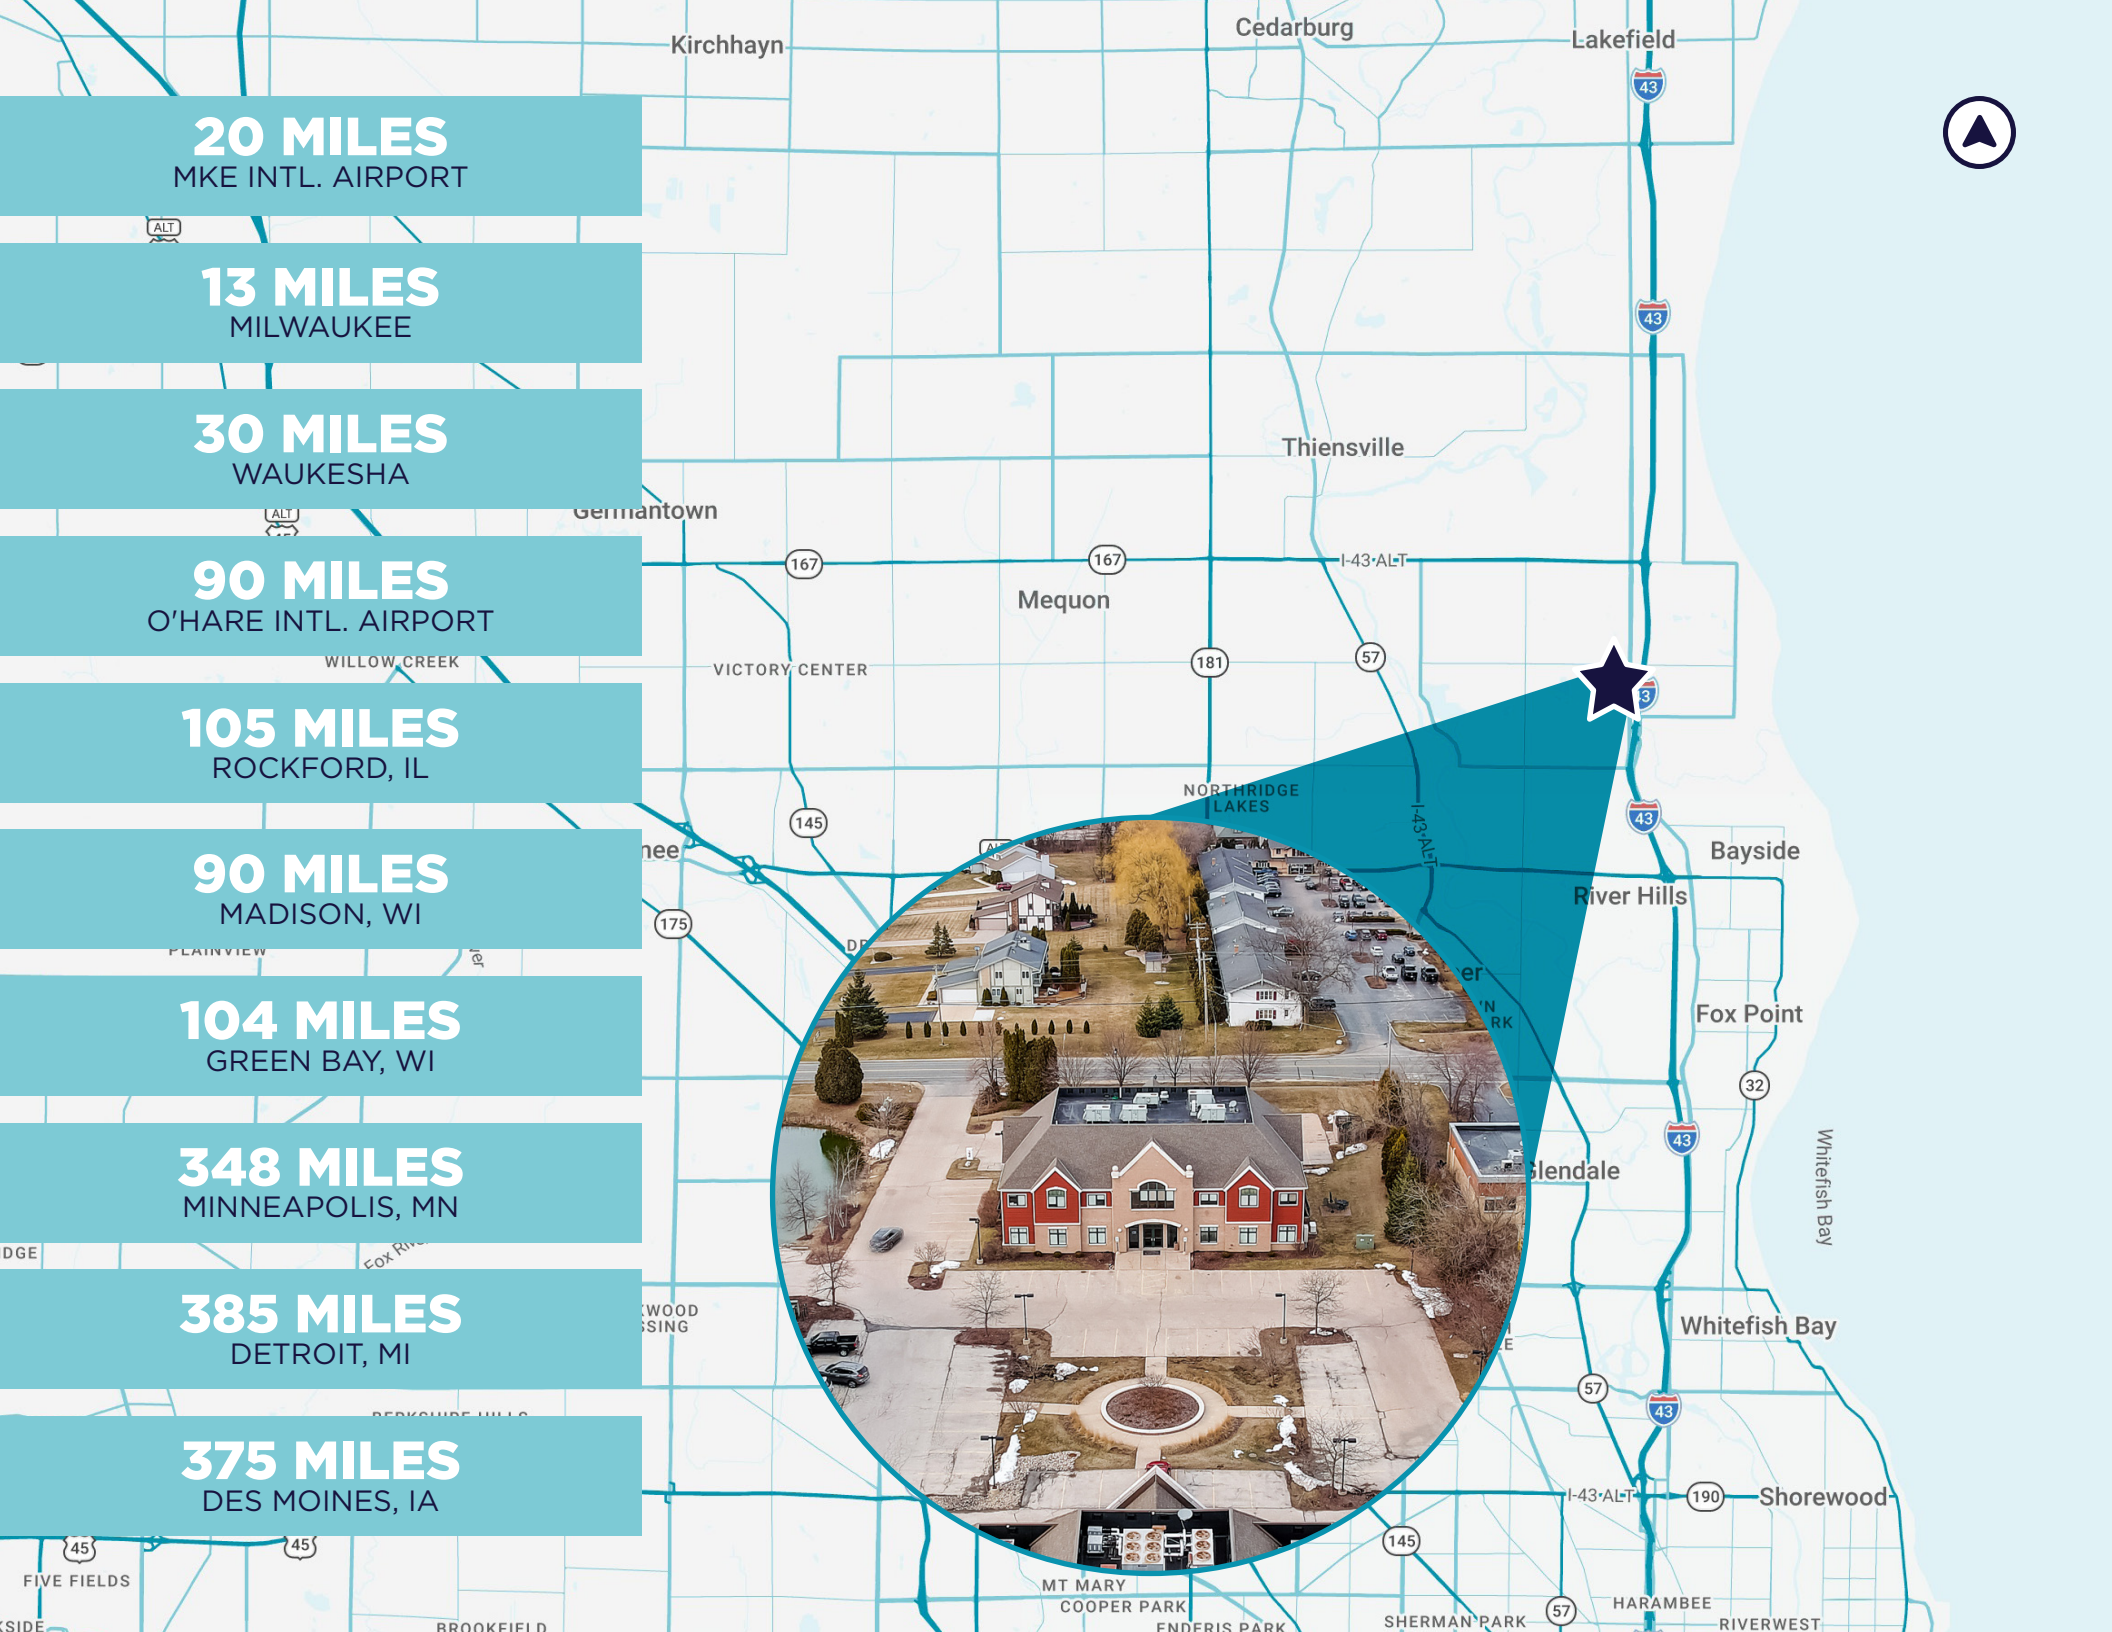 20 MILES
MKE INTL. AIRPORT
13 MILES
MILWAUKEE
30 MILES
WAUKESHA
90 MILES
O'HARE INTL. AIRPORT
105 MILES
ROCKFORD, IL
90 MILES
MADISON, WI
104 MILES
GREEN BAY, WI
348 MILES
MINNEAPOLIS, MN
385 MILES
DETROIT, MI
375 MILES
DES MOINES, IA
Kirchhayn
Cedarburg
Lakefield
43
ALT
43
Thiensville
ALT
Germantown
167
167
I-43 ALT
Mequon
WILLOW CREEK
VICTORY CENTER
181
57
NORTHRIDGE
LAKES
145
I-43 ALT
43
Bayside
River Hills
175
PLAINVIEW
Fox Point
32
43
Whitefish Bay
Glendale
Whitefish Bay
57
43
BERKSHIRE HILLS
I-43 ALT
190
Shorewood
45
45
145
FIVE FIELDS
MT MARY
COOPER PARK
57
HARAMBEE
SHERMAN PARK
RIVERWEST
BROOKFIELD
ENDERIS PARK